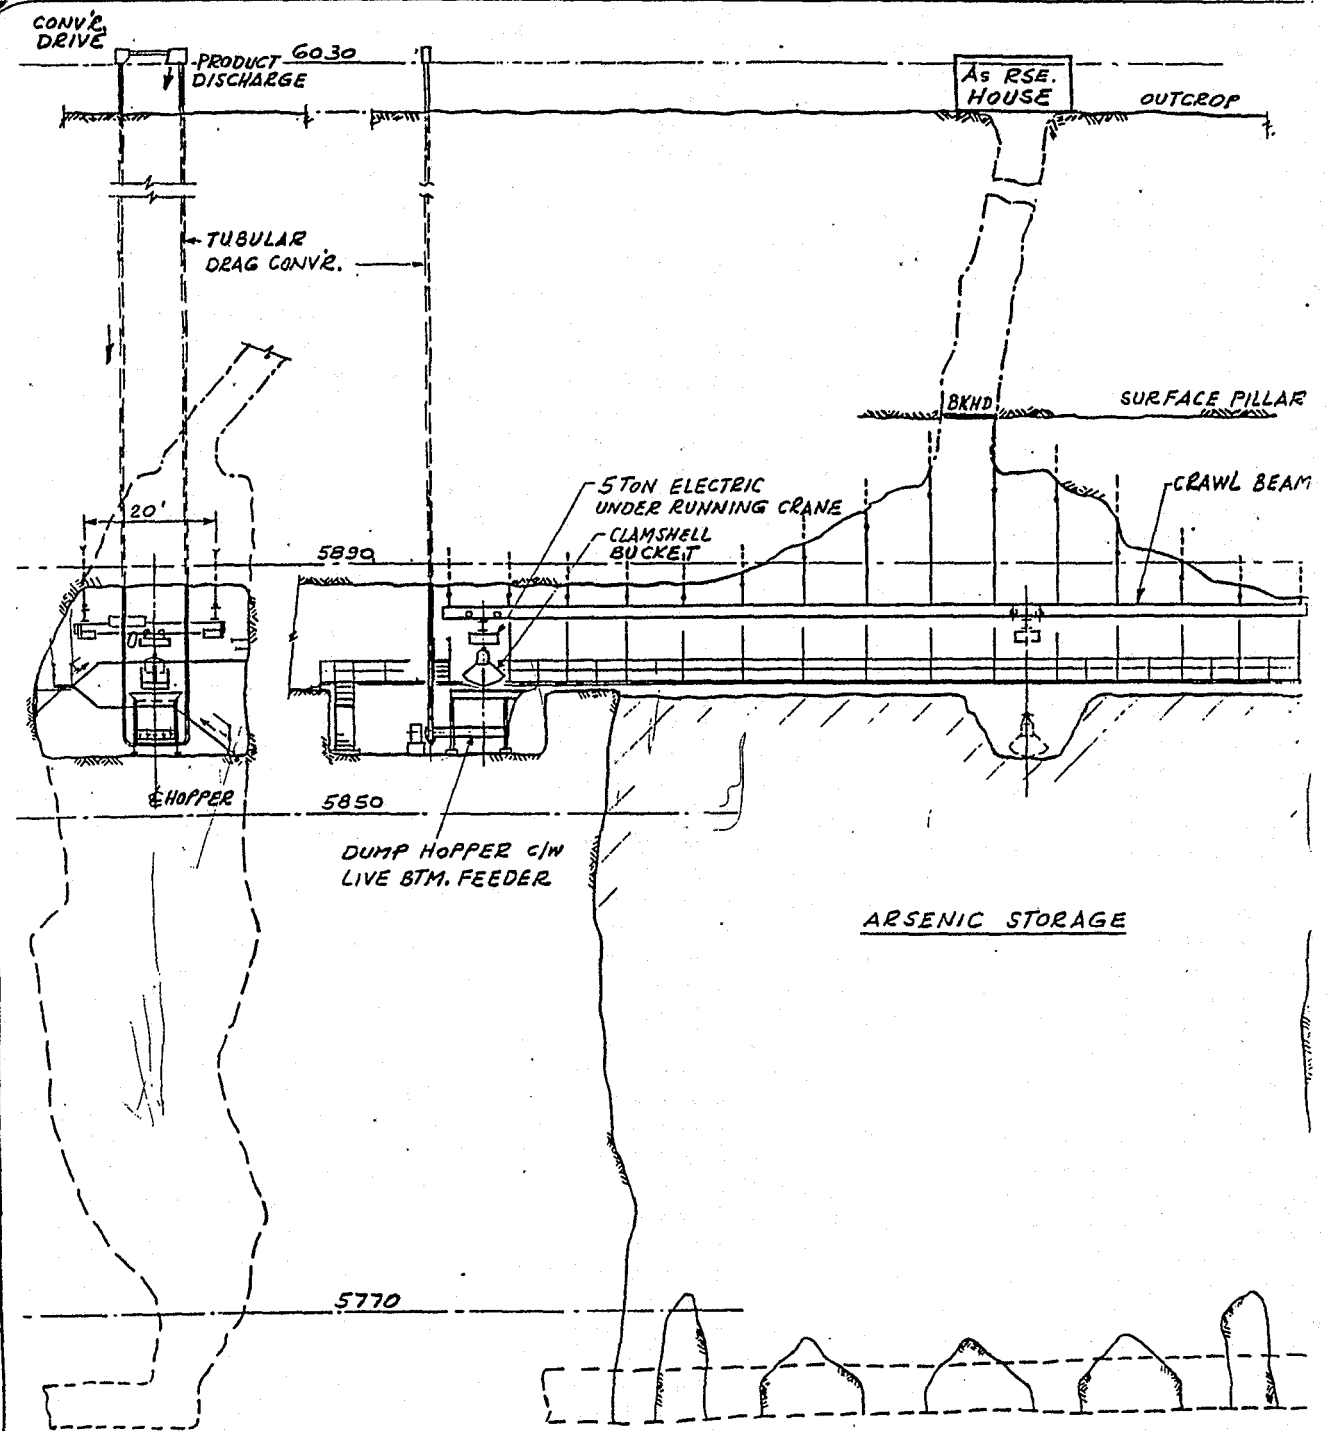 CONV'R.
DRIVE
PRODUCT
DISCHARGE
6030
As RSE.
HOUSE
OUTCROP
TUBULAR
DRAG CONV'R.
BKHD
SURFACE PILLAR
5 TON ELECTRIC
UNDER RUNNING CRANE
CLAMSHELL
BUCKET
CRAWL BEAM
20'
5890
HOPPER
5850
DUMP HOPPER C/W
LIVE BTM. FEEDER
ARSENIC STORAGE
5770